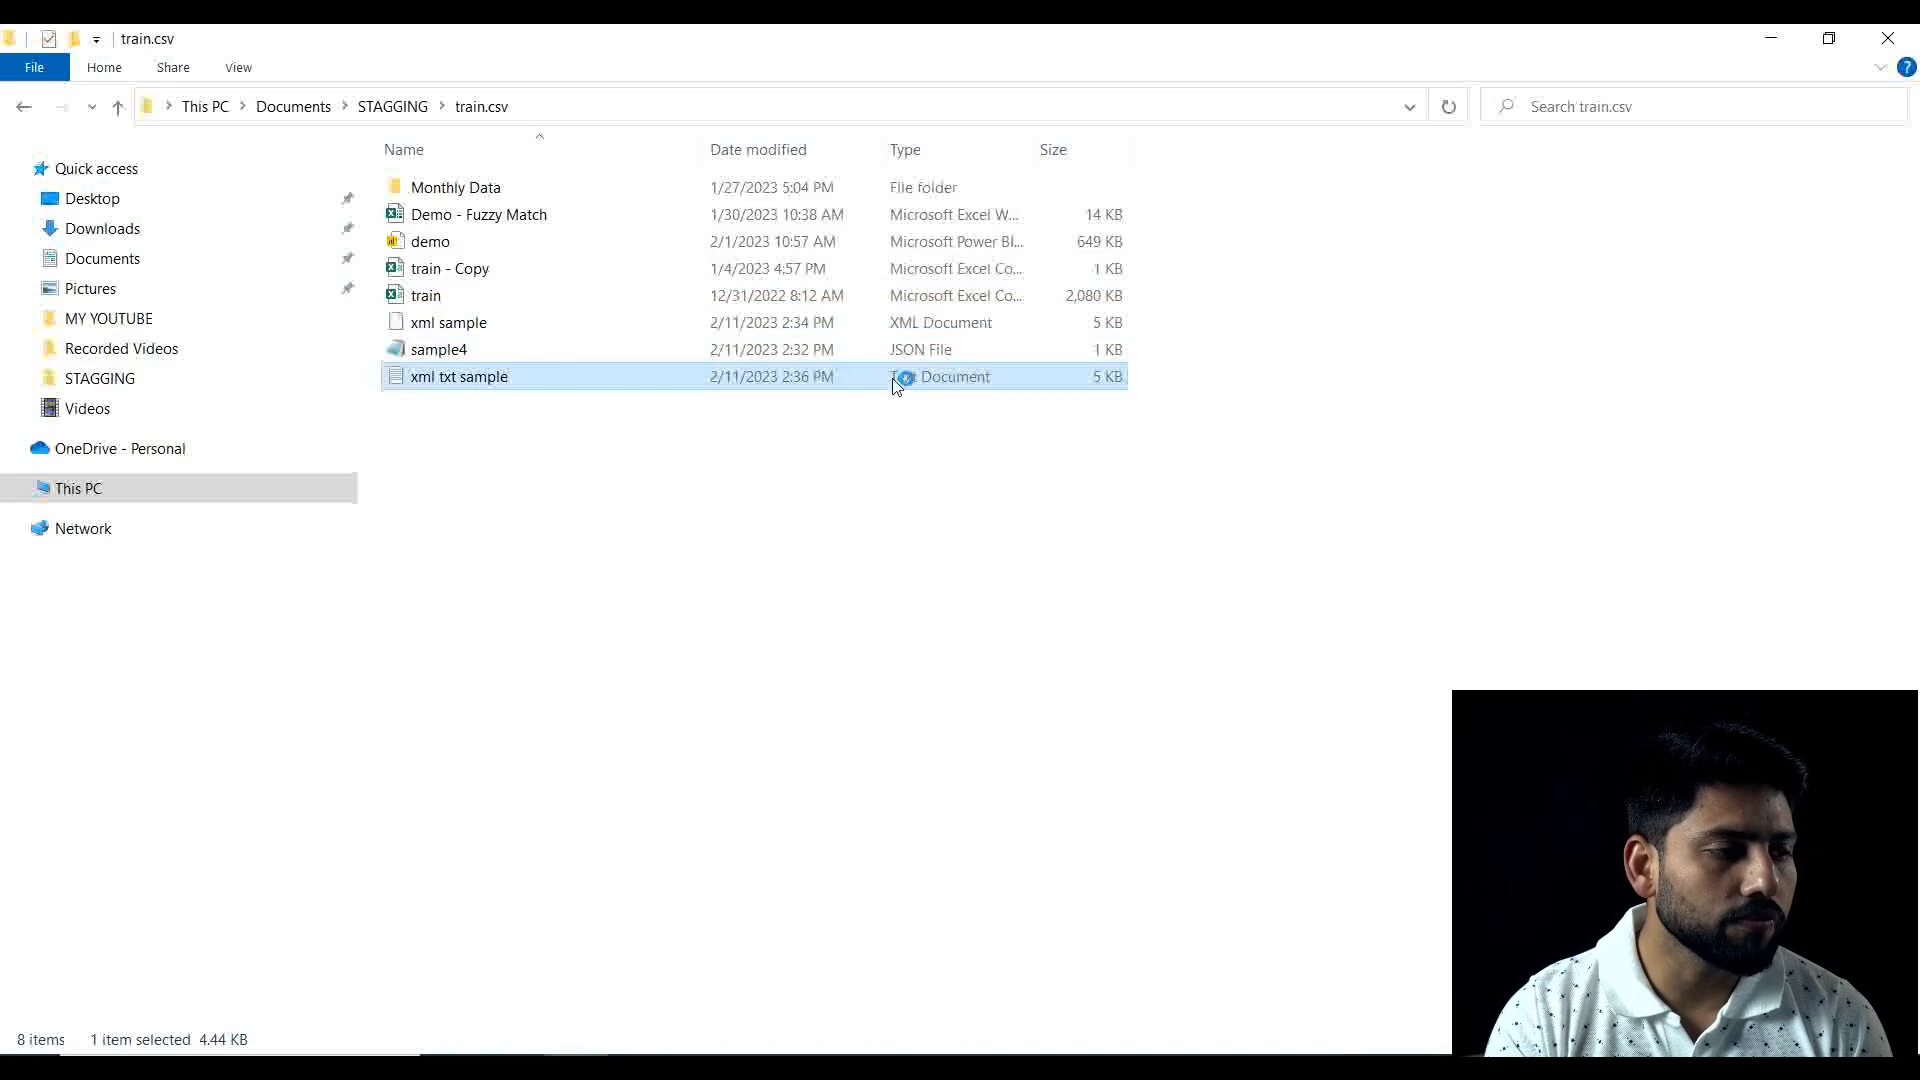 train.csv
File Home Share View
This PC Documents STAGGING train.csv Search train.csv
Name Date modified Type Size
Quick access
Desktop
Downloads
Documents
Pictures
MY YOUTUBE
Recorded Videos
STAGGING
Videos
OneDrive - Personal
This PC
Network
Monthly Data 1/27/2023 5:04 PM File folder
Demo - Fuzzy Match 1/30/2023 10:38 AM Microsoft Excel W... 14 KB
demo 2/1/2023 10:57 AM Microsoft Power BI... 649 KB
train - Copy 1/4/2023 4:57 PM Microsoft Excel Co... 1 KB
train 12/31/2022 8:12 AM Microsoft Excel Co... 2,080 KB
xml sample 2/11/2023 2:34 PM XML Document 5 KB
sample4 2/11/2023 2:32 PM JSON File 1 KB
xml txt sample 2/11/2023 2:36 PM Document 5 KB
8 items 1 item selected 4.44 KB